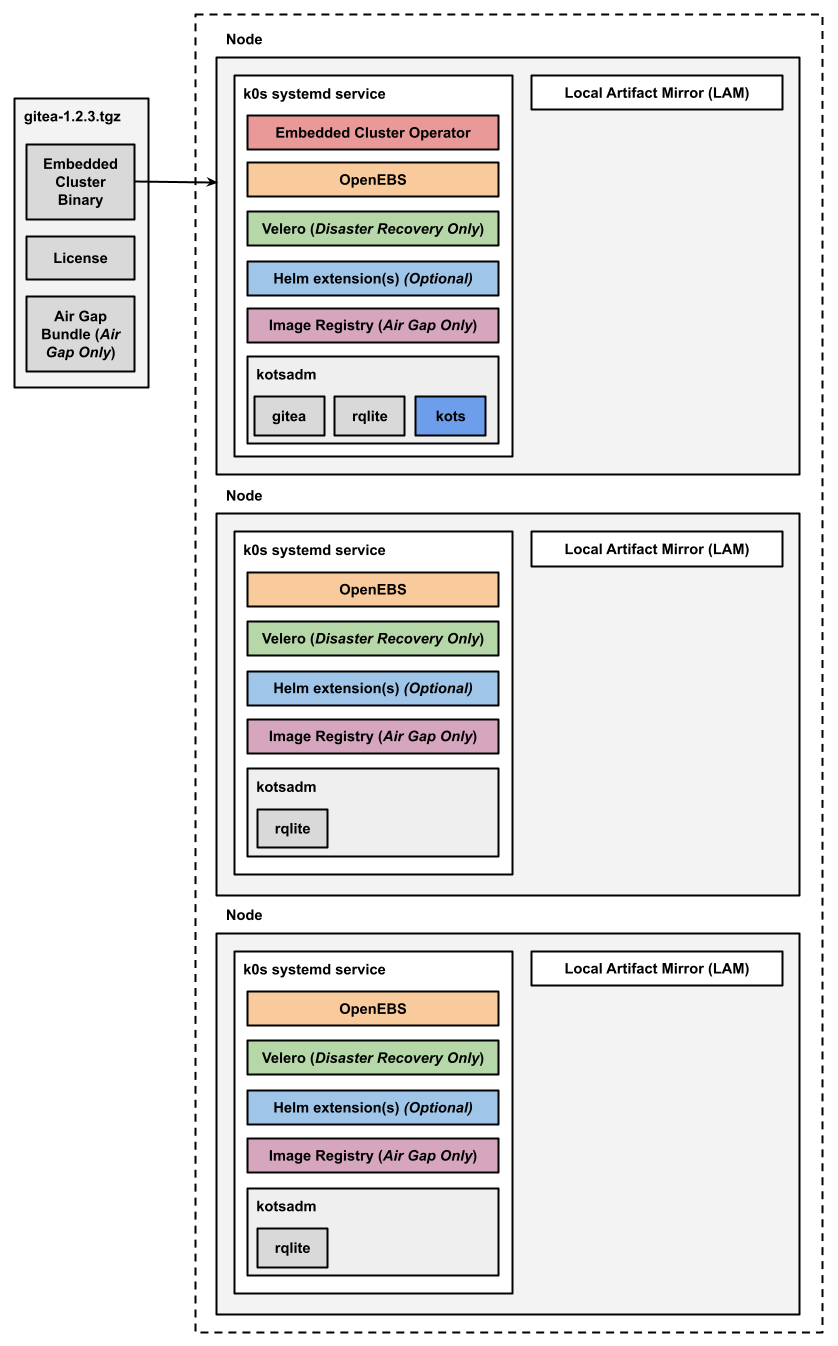 gitea-1.2.3.tgz
Embedded
Cluster
Binary
License
Air Gap
Bundle (Air
Gap Only)
Node
k0s systemd service
Local Artifact Mirror (LAM)
Embedded Cluster Operator
OpenEBS
Velero (Disaster Recovery Only)
Helm extension(s) (Optional)
Image Registry (Air Gap Only)
kotsadm
gitea
rqlite
kots
Node
k0s systemd service
Local Artifact Mirror (LAM)
OpenEBS
Velero (Disaster Recovery Only)
Helm extension(s) (Optional)
Image Registry (Air Gap Only)
kotsadm
rqlite
Node
k0s systemd service
Local Artifact Mirror (LAM)
OpenEBS
Velero (Disaster Recovery Only)
Helm extension(s) (Optional)
Image Registry (Air Gap Only)
kotsadm
rqlite